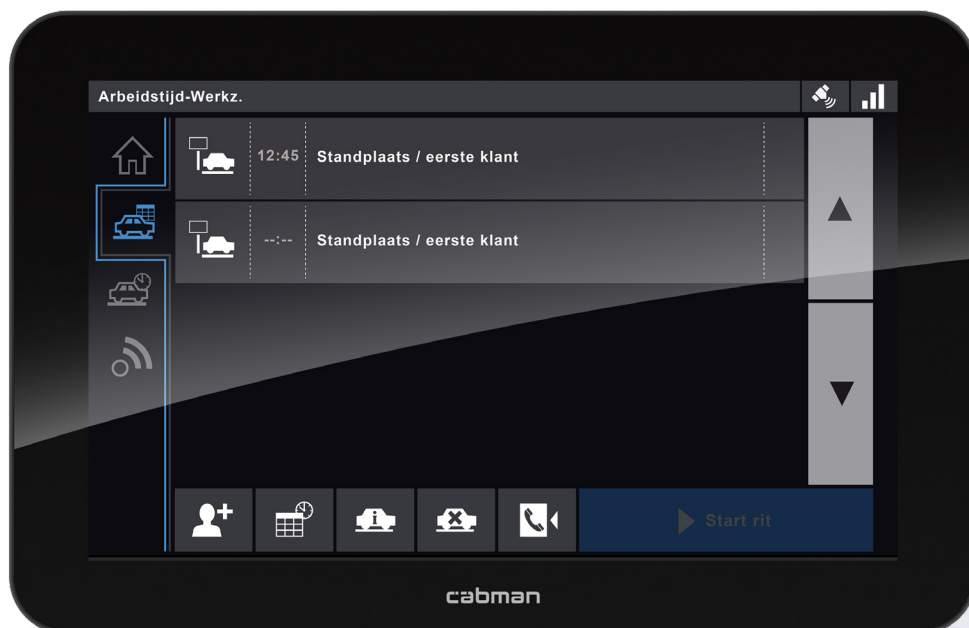 Arbeidstijd-Werkz.
12:45 Standplaats / eerste klant
--:-- Standplaats / eerste klant
Start rit
cabman